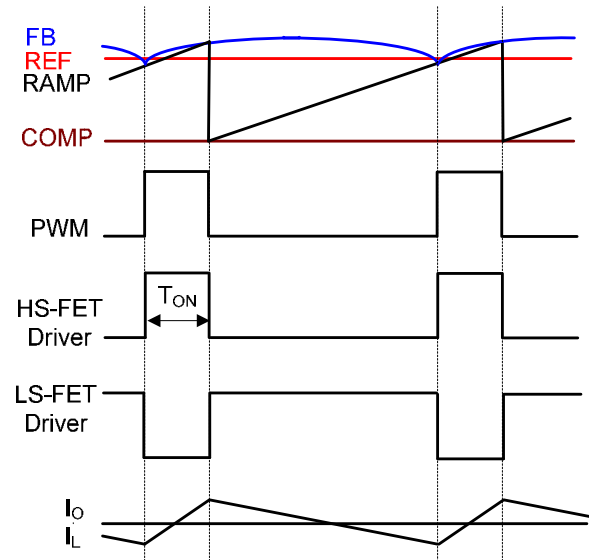 FB
REF
RAMP
COMP
PWM
TON
HS-FET
Driver
LS-FET
Driver
IO
IL